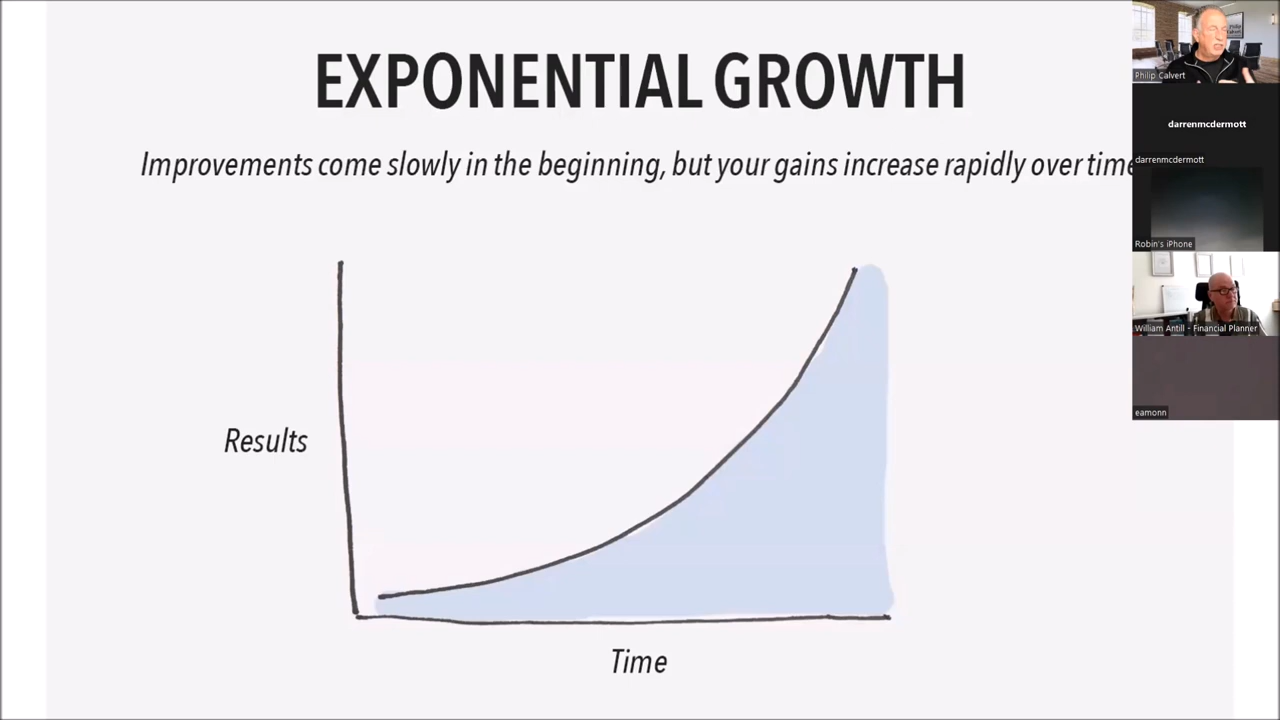 EXPONENTIAL GROWTH
Improvements come slowly in the beginning, but your gains increase rapidly over time
Results
Time
Philip Calvert
darrenmcdermott
darrenmcdermott
Robin's iPhone
William Antill - Financial Planner
eamonn